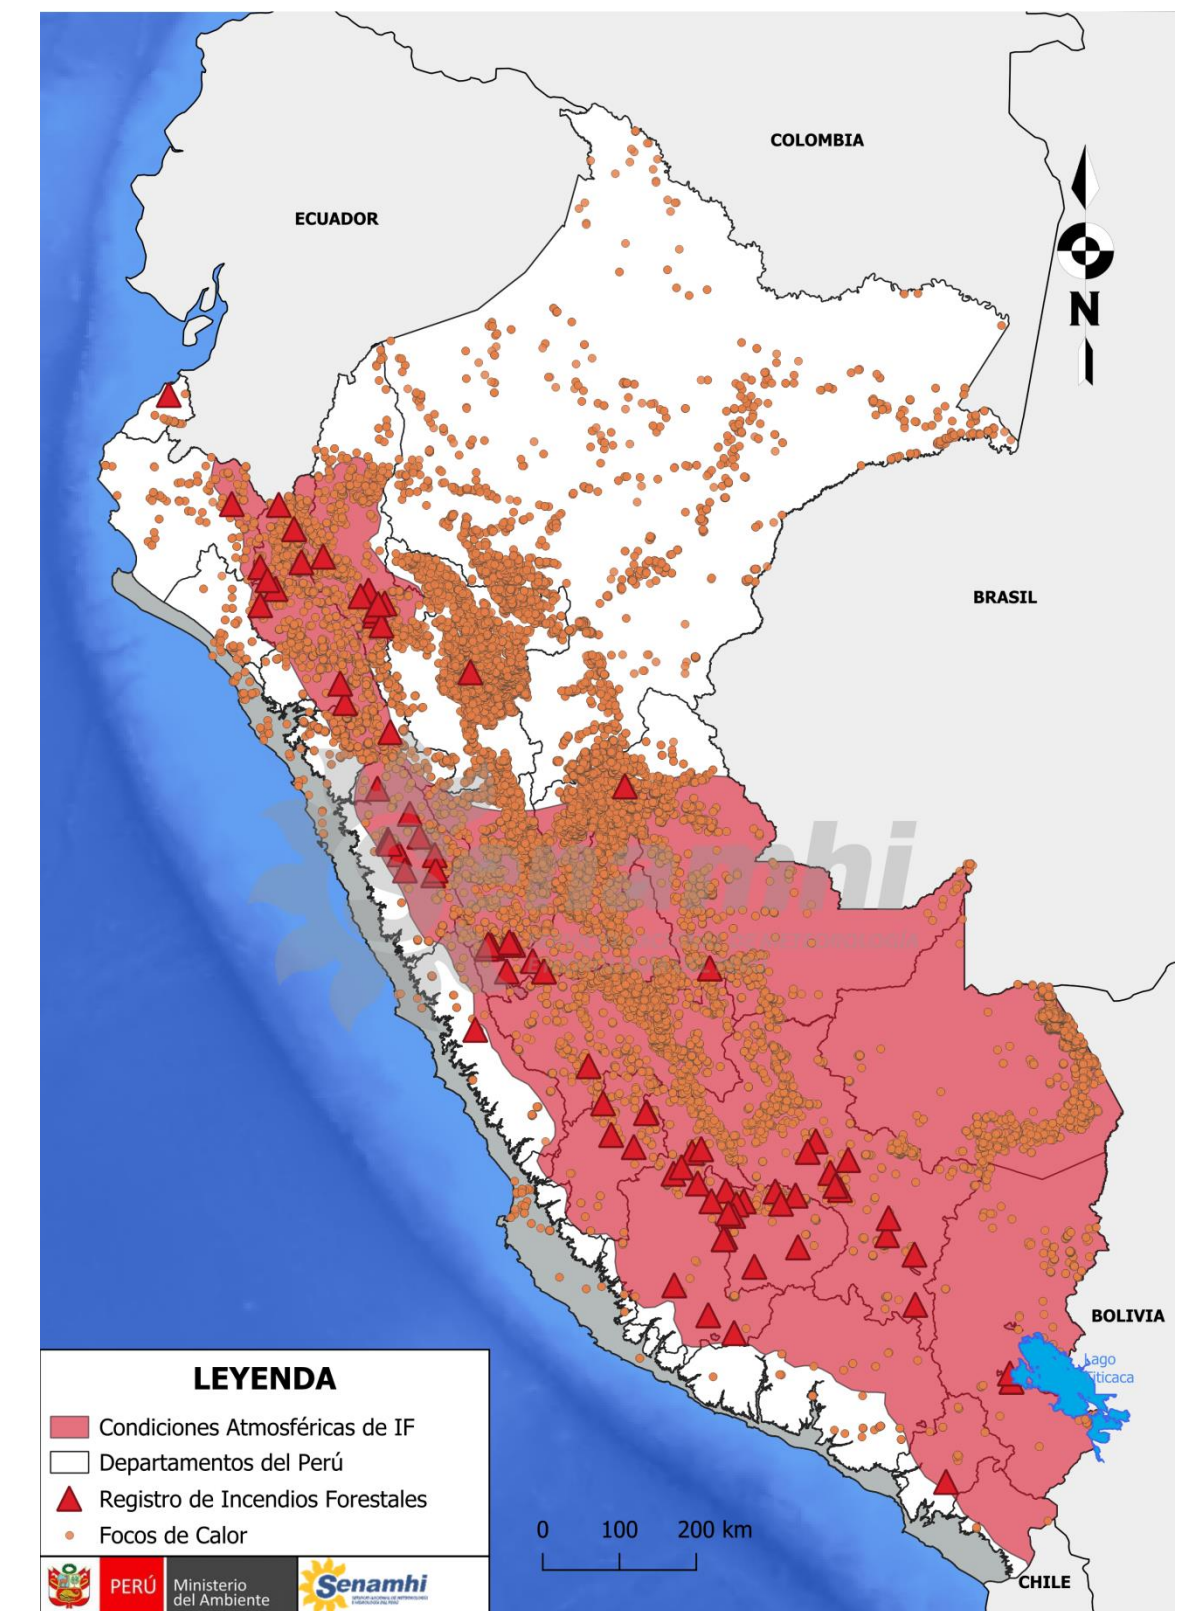 COLOMBIA
ECUADOR
N
BRASIL
Senamhi
BOLIVIA
Lago
Titicaca
LEYENDA
Condiciones Atmosféricas de IF
Departamentos del Perú
Registro de Incendios Forestales
Focos de Calor
0 100 200 km
PERÚ
Ministerio
del Ambiente
Senamhi
CHILE